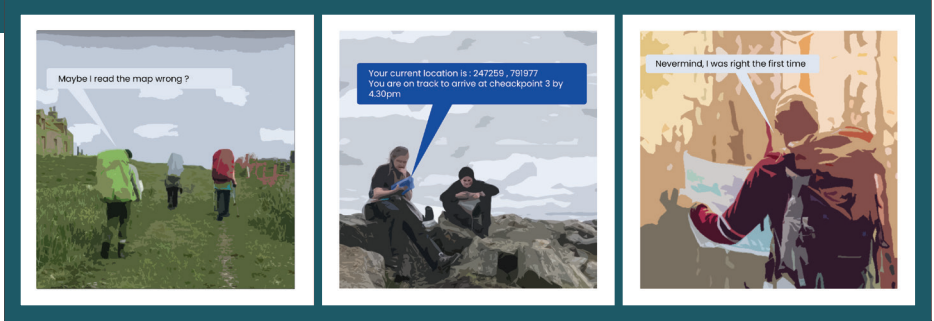 Maybe I read the map wrong ?
Your current location is : 247259 , 791977
You are on track to arrive at cheackpoint 3 by
4.30pm
Nevermind, I was right the first time